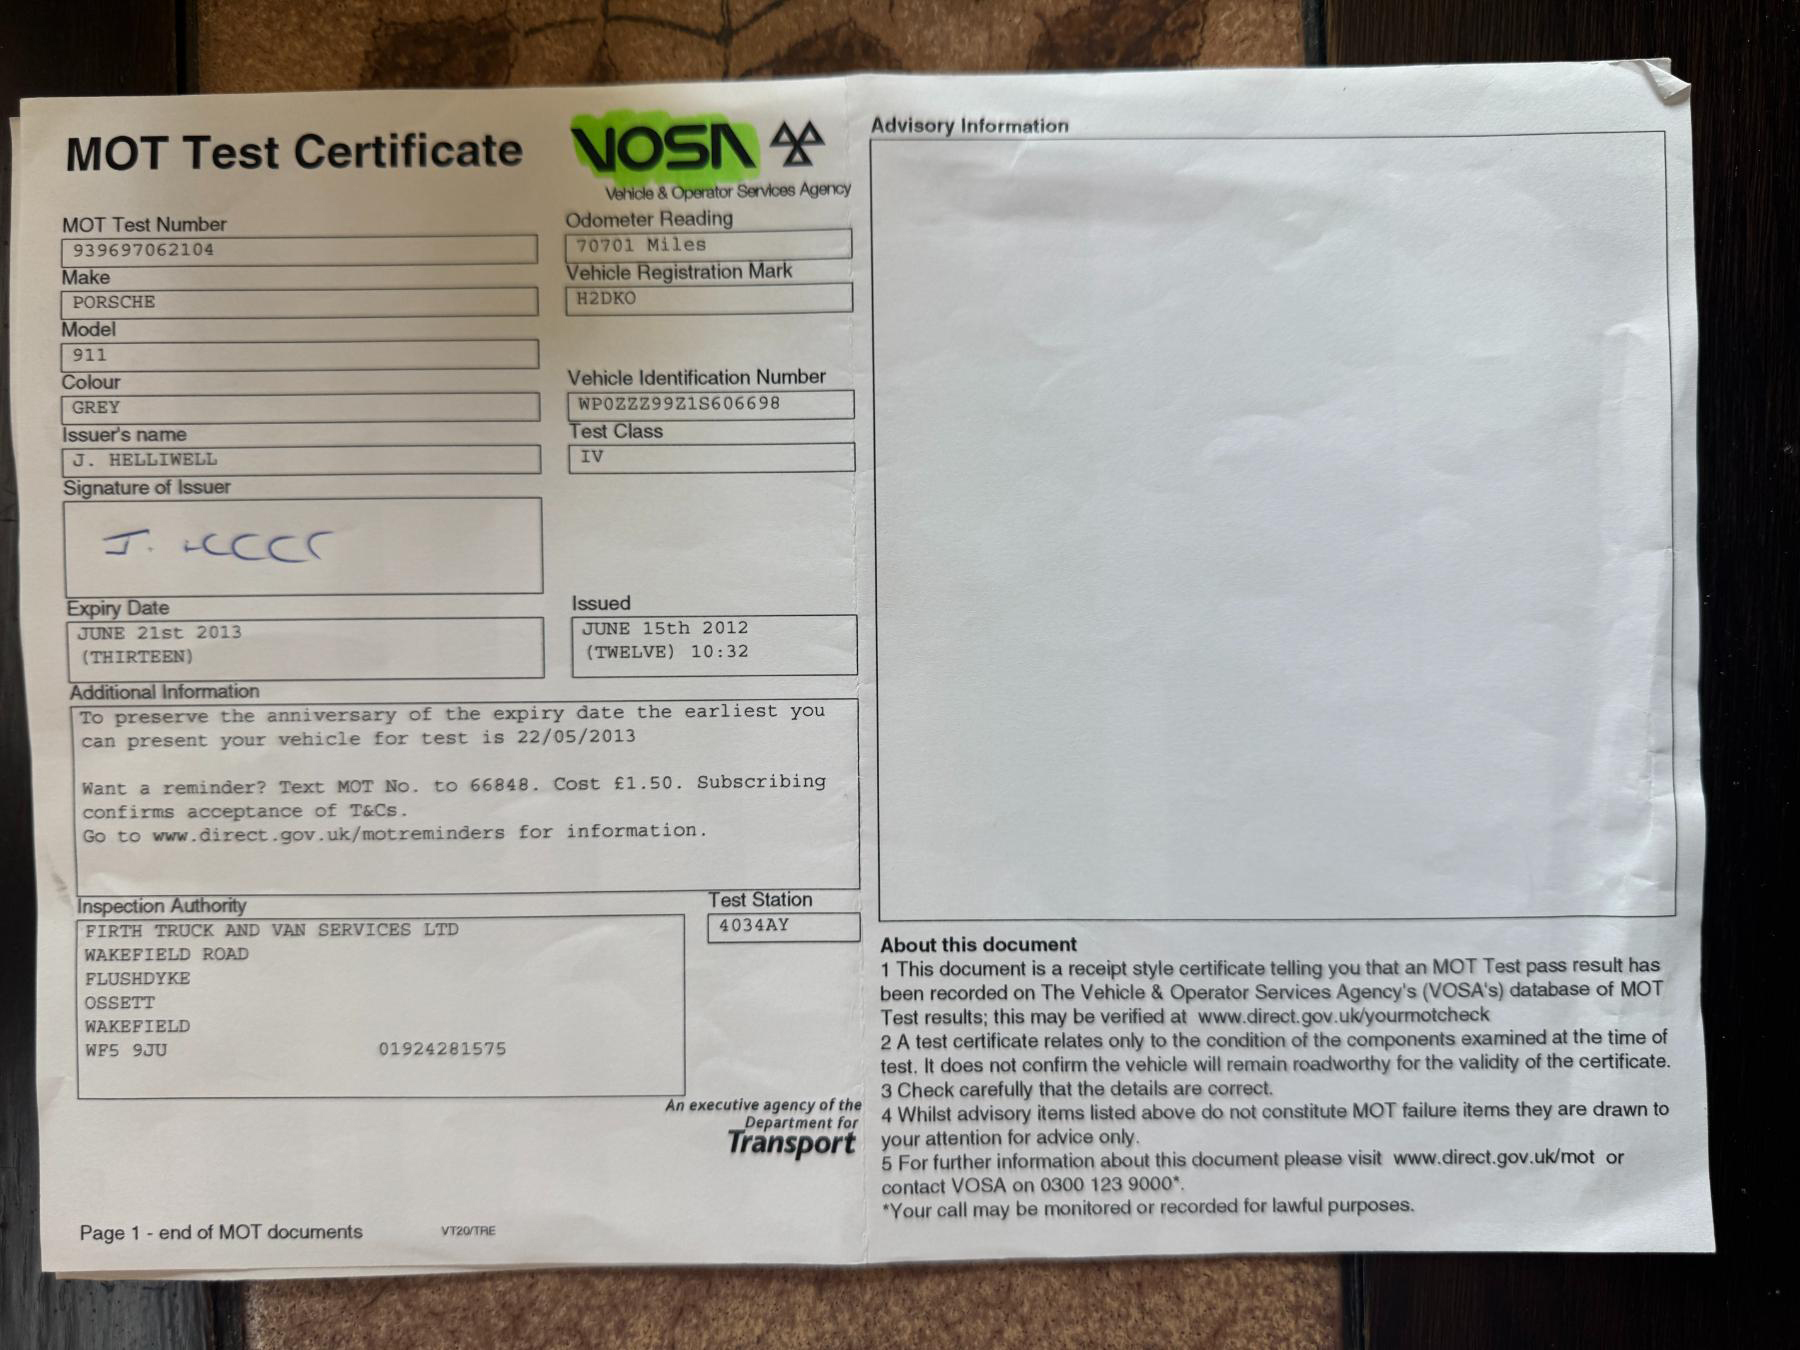 MOT Test Certificate
VOSA
Vehicle & Operator Services Agency
MOT Test Number
939697062104
Odometer Reading
70701 Miles
Make
PORSCHE
Vehicle Registration Mark
H2DKO
Model
911
Colour
GREY
Vehicle Identification Number
WP0ZZZ99Z1S606698
Issuer's name
J. HELLIWELL
Test Class
IV
Signature of Issuer
Expiry Date
JUNE 21st 2013
(THIRTEEN)
Issued
JUNE 15th 2012
(TWELVE) 10:32
Additional Information
To preserve the anniversary of the expiry date the earliest you
can present your vehicle for test is 22/05/2013
Want a reminder? Text MOT No. to 66848. Cost £1.50. Subscribing
confirms acceptance of T&Cs.
Go to www.direct.gov.uk/motreminders for information.
Inspection Authority
FIRTH TRUCK AND VAN SERVICES LTD
WAKEFIELD ROAD
FLUSHDYKE
OSSETT
WAKEFIELD
WF5 9JU 01924281575
Test Station
4034AY
An executive agency of the
Department for
Transport
Page 1 - end of MOT documents VT20/TRE
Advisory Information
About this document
1 This document is a receipt style certificate telling you that an MOT Test pass result has
been recorded on The Vehicle & Operator Services Agency's (VOSA's) database of MOT
Test results; this may be verified at www.direct.gov.uk/yourmotcheck
2 A test certificate relates only to the condition of the components examined at the time of
test. It does not confirm the vehicle will remain roadworthy for the validity of the certificate.
3 Check carefully that the details are correct.
4 Whilst advisory items listed above do not constitute MOT failure items they are drawn to
your attention for advice only.
5 For further information about this document please visit www.direct.gov.uk/mot or
contact VOSA on 0300 123 9000*.
*Your call may be monitored or recorded for lawful purposes.